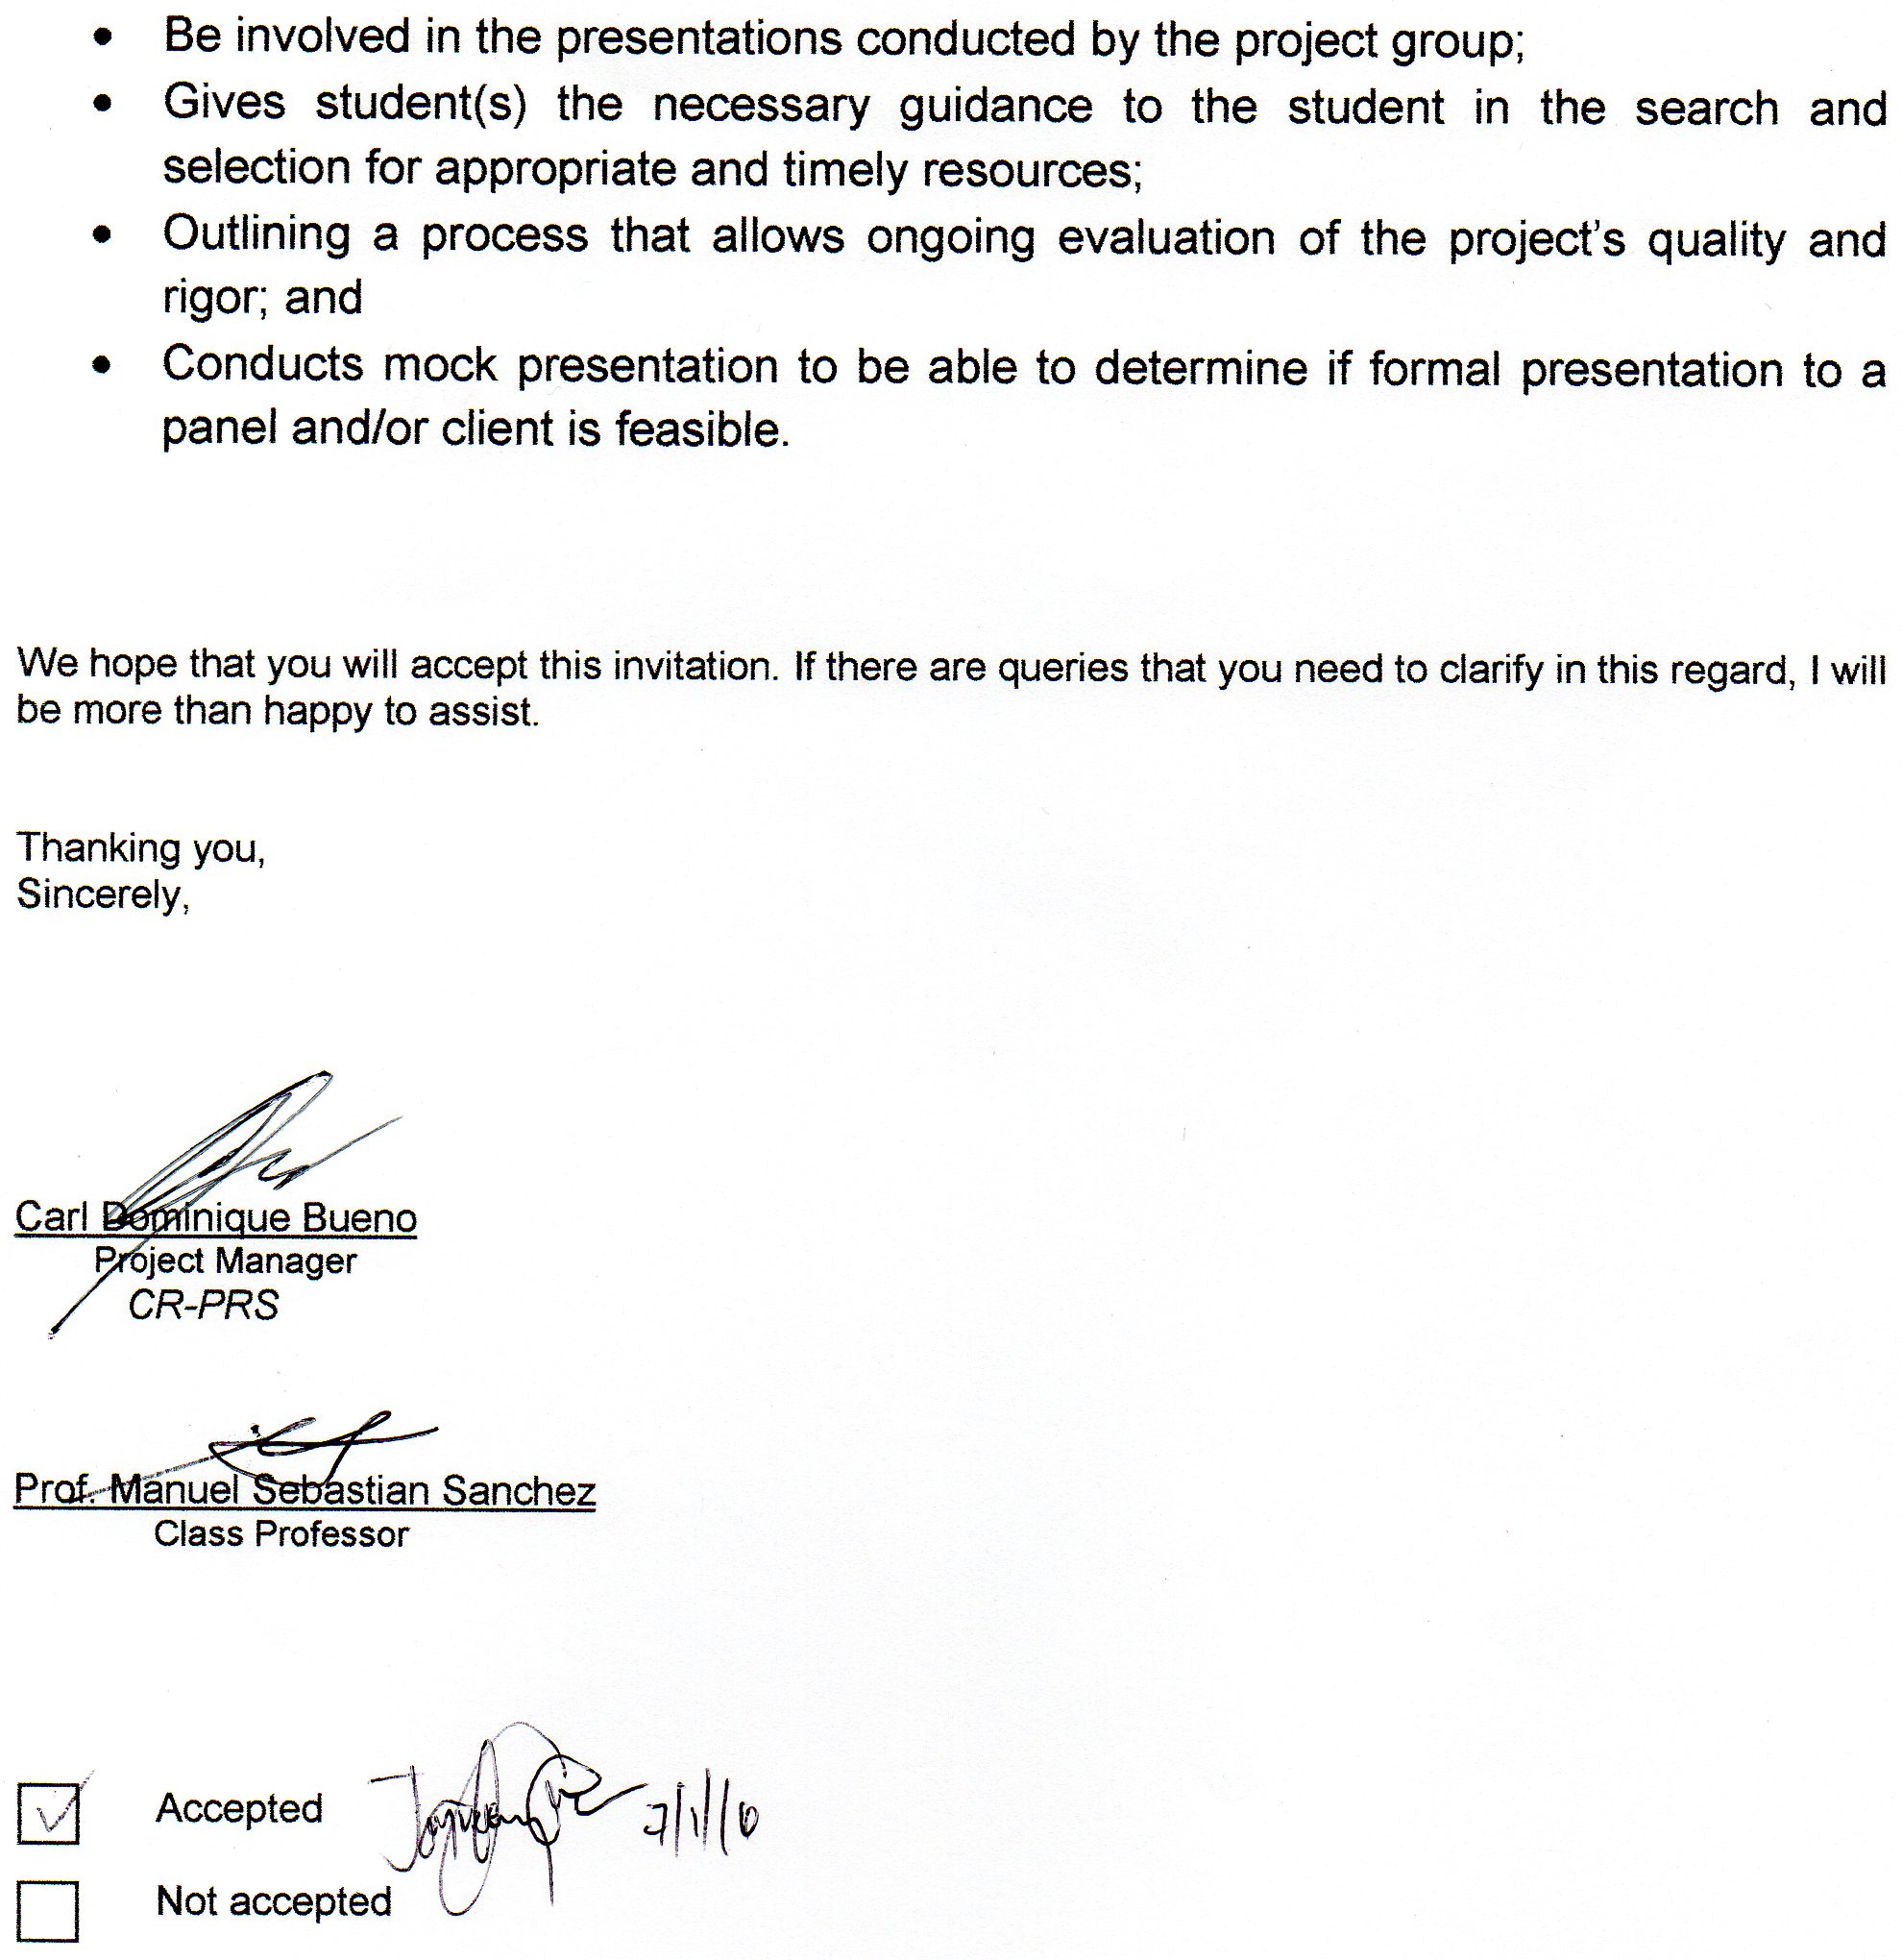 • Be involved in the presentations conducted by the project group;
• Gives student(s) the necessary guidance to the student in the search and
selection for appropriate and timely resources;
• Outlining a process that allows ongoing evaluation of the project's quality and
rigor; and
• Conducts mock presentation to be able to determine if formal presentation to a
panel and/or client is feasible.
We hope that you will accept this invitation. If there are queries that you need to clarify in this regard, I will
be more than happy to assist.
Thanking you,
Sincerely,
Carl Dominique Bueno
Project Manager
CR-PRS
Prof. Manuel Sebastian Sanchez
Class Professor
Accepted 7/1/10
Not accepted